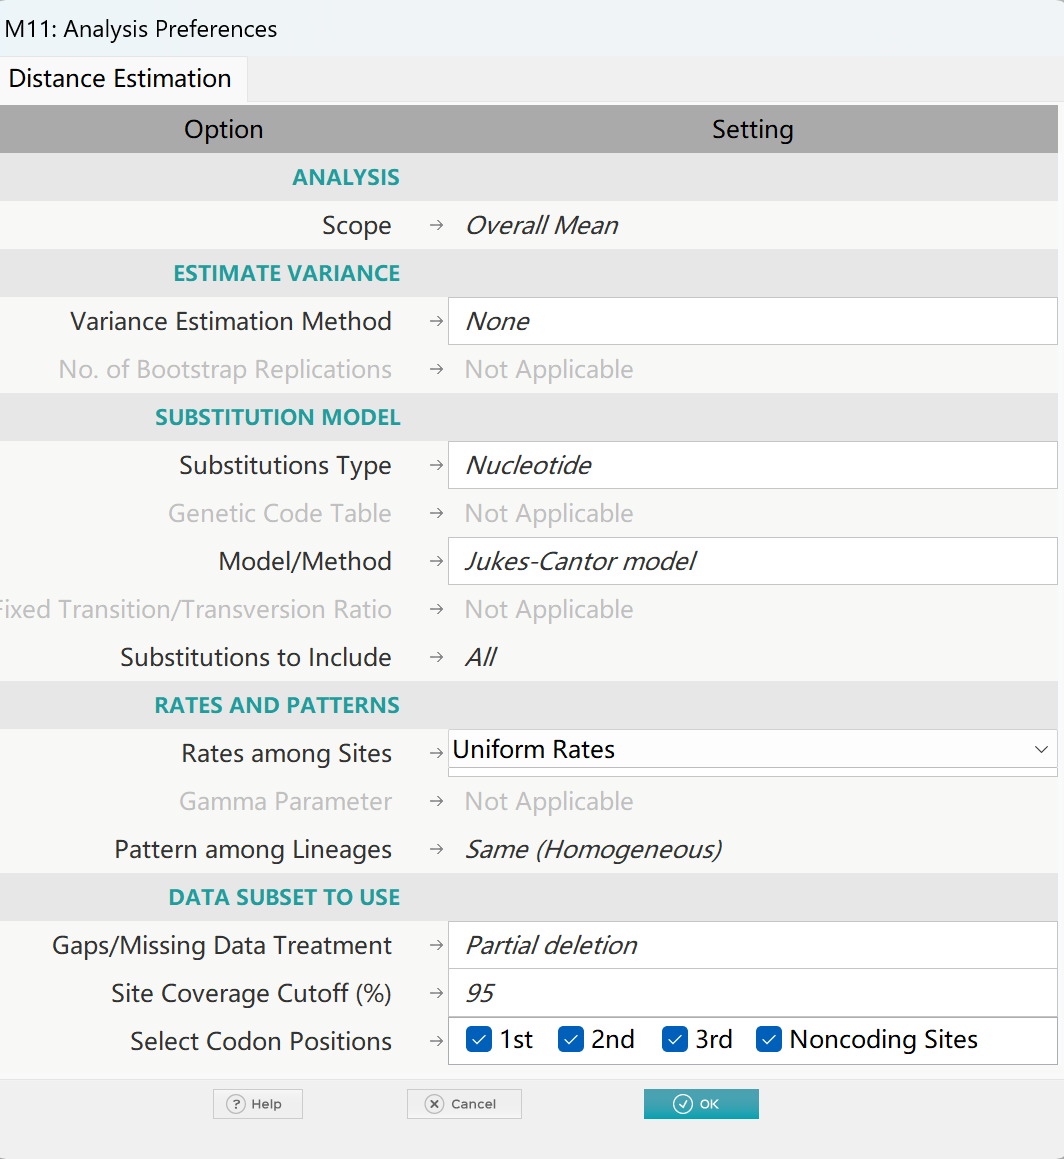 M11: Analysis Preferences
Distance Estimation
Option Setting
ANALYSIS
Scope → Overall Mean
ESTIMATE VARIANCE
Variance Estimation Method → None
No. of Bootstrap Replications → Not Applicable
SUBSTITUTION MODEL
Substitutions Type → Nucleotide
Genetic Code Table → Not Applicable
Model/Method → Jukes-Cantor model
Fixed Transition/Transversion Ratio → Not Applicable
Substitutions to Include → All
RATES AND PATTERNS
Rates among Sites → Uniform Rates
Gamma Parameter → Not Applicable
Pattern among Lineages → Same (Homogeneous)
DATA SUBSET TO USE
Gaps/Missing Data Treatment → Partial deletion
Site Coverage Cutoff (%) → 95
Select Codon Positions → 1st 2nd 3rd Noncoding Sites
? Help Cancel OK